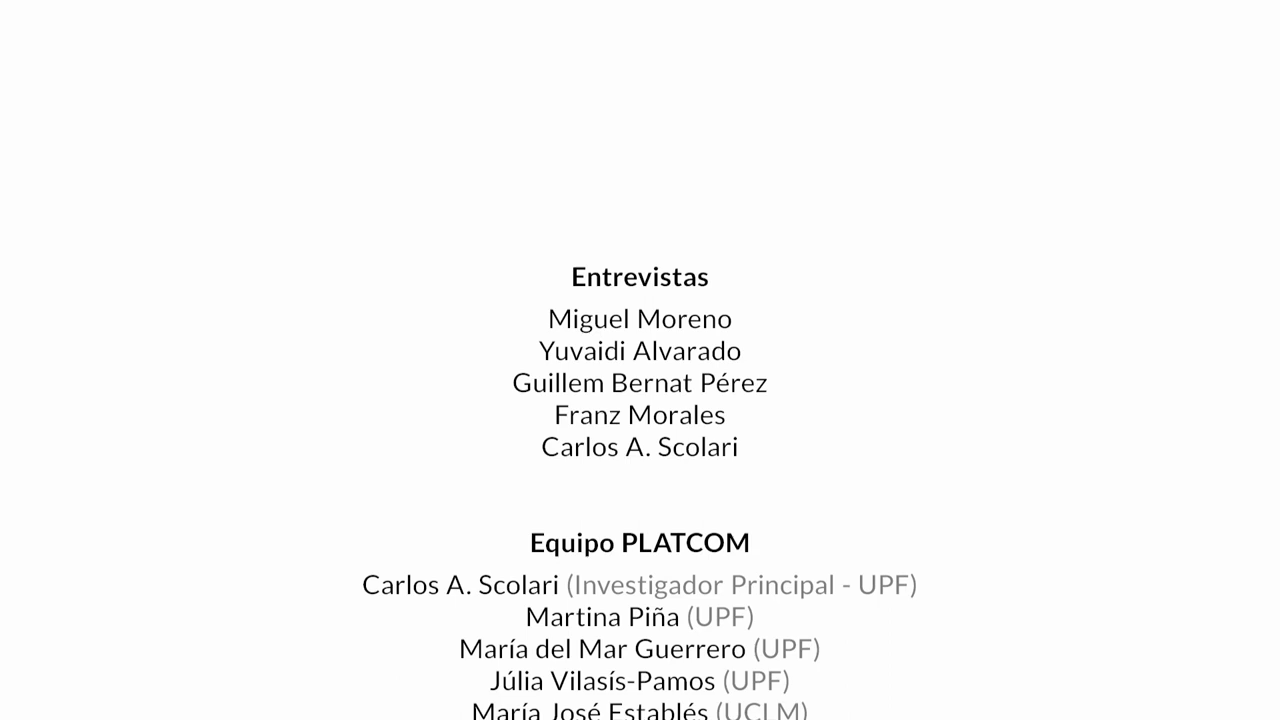 Entrevistas
Miguel Moreno
Yuvaidi Alvarado
Guillem Bernat Pérez
Franz Morales
Carlos A. Scolari
Equipo PLATCOM
Carlos A. Scolari (Investigador Principal - UPF)
Martina Piña (UPF)
María del Mar Guerrero (UPF)
Júlia Vilasís-Pamos (UPF)
María José Establés (UCLM)